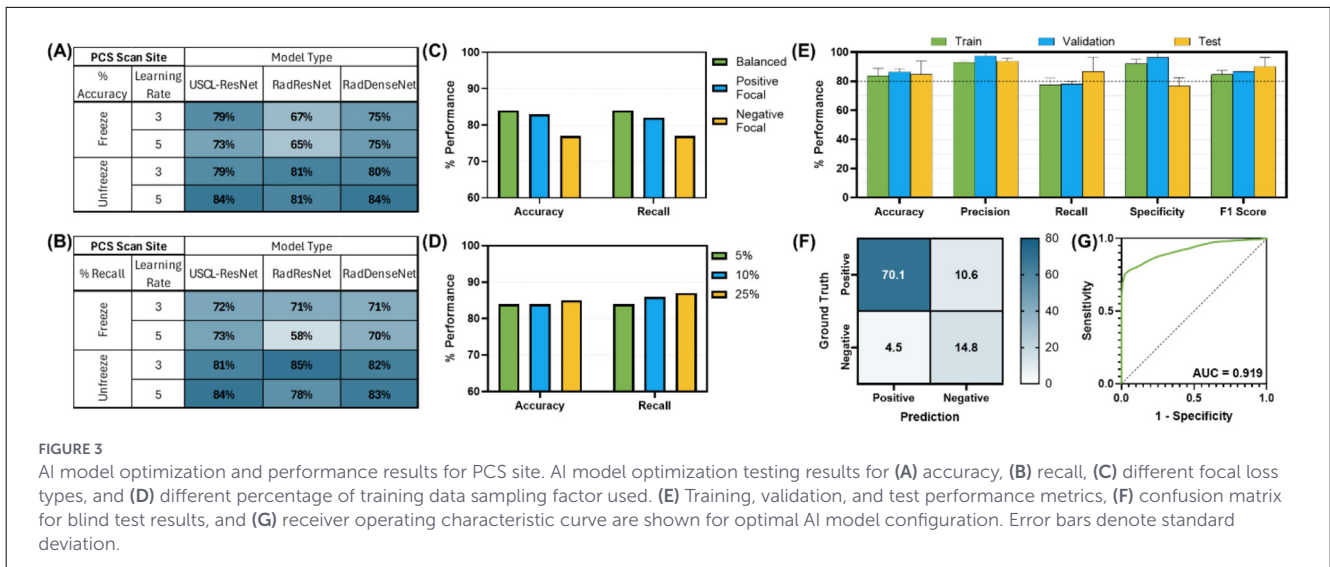 (A)
PCS Scan Site Model Type
% Accuracy Learning Rate USCL-ResNet RadResNet RadDenseNet
Freeze 3 79% 67% 75%
5 73% 65% 75%
Unfreeze 3 79% 81% 80%
5 84% 81% 84%
(B)
PCS Scan Site Model Type
% Recall Learning Rate USCL-ResNet RadResNet RadDenseNet
Freeze 3 72% 71% 71%
5 73% 58% 70%
Unfreeze 3 81% 85% 82%
5 84% 78% 83%
(C)
% Performance
100
90
80
70
60
Accuracy Recall
Balanced
Positive Focal
Negative Focal
(D)
% Performance
100
90
80
70
60
Accuracy Recall
5%
10%
25%
(E)
Train Validation Test
% Performance
100
80
60
40
20
0
Accuracy Precision Recall Specificity F1 Score
(F)
Ground Truth
Positive 70.1 10.6
Negative 4.5 14.8
Positive Negative
Prediction
80
60
40
20
0
(G)
Sensitivity
1.0
0.5
0.0
AUC = 0.919
0.0 0.5 1.0
1 - Specificity
FIGURE 3
AI model optimization and performance results for PCS site. AI model optimization testing results for (A) accuracy, (B) recall, (C) different focal loss
types, and (D) different percentage of training data sampling factor used. (E) Training, validation, and test performance metrics, (F) confusion matrix
for blind test results, and (G) receiver operating characteristic curve are shown for optimal AI model configuration. Error bars denote standard
deviation.